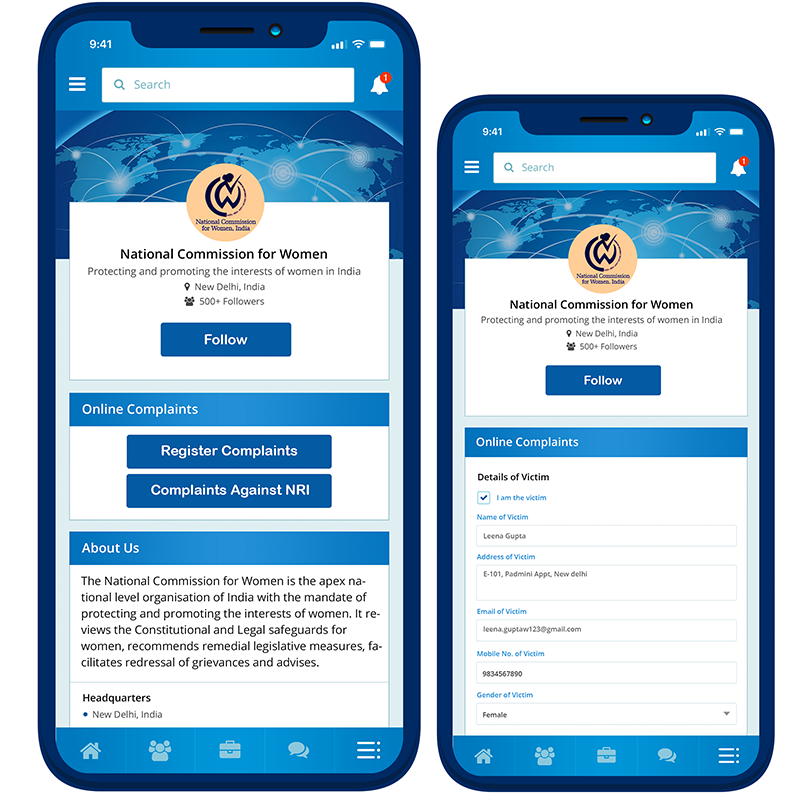 9:41
Search
1
National Commission
for Women, India
National Commission for Women
Protecting and promoting the interests of women in India
New Delhi, India
500+ Followers
Follow
Online Complaints
Register Complaints
Complaints Against NRI
About Us
The National Commission for Women is the apex na-
tional level organisation of India with the mandate of
protecting and promoting the interests of women. It re-
views the Constitutional and Legal safeguards for
women, recommends remedial legislative measures, fa-
cilitates redressal of grievances and advises.
Headquarters
New Delhi, India
9:41
Search
1
National Commission
for Women, India
National Commission for Women
Protecting and promoting the interests of women in India
New Delhi, India
500+ Followers
Follow
Online Complaints
Details of Victim
I am the victim
Name of Victim
Leena Gupta
Address of Victim
E-101, Padmini Appt, New delhi
Email of Victim
leena.guptaw123@gmail.com
Mobile No. of Victim
9834567890
Gender of Victim
Female